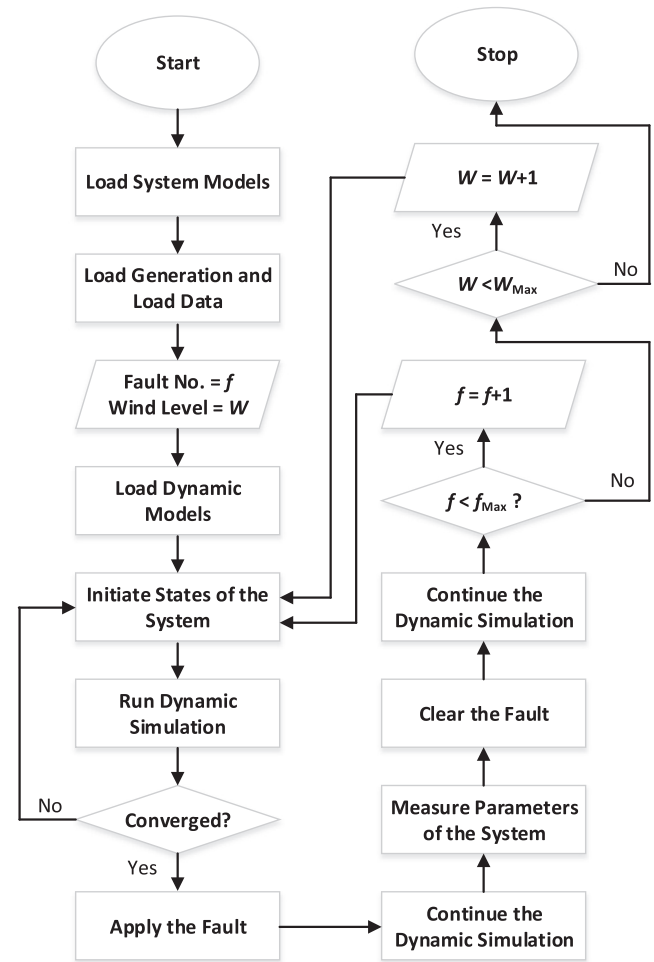 Start
Load System Models
Load Generation and
Load Data
Fault No. = f
Wind Level = W
Load Dynamic
Models
Initiate States of the
System
Run Dynamic
Simulation
Converged?
No
Yes
Apply the Fault
Continue the
Dynamic Simulation
Measure Parameters
of the System
Clear the Fault
Continue the
Dynamic Simulation
f < fMax ?
No
Yes
f = f+1
W <WMax
No
Yes
W = W+1
Stop